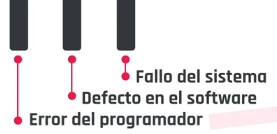 Fallo del sistema
Defecto en el software
Error del programador